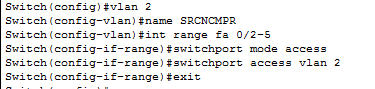 Switch(config)#vlan 2
Switch(config-vlan)#name SRCNCMPR
Switch(config-vlan)#int range fa 0/2-5
Switch(config-if-range)#switchport mode access
Switch(config-if-range)#switchport access vlan 2
Switch(config-if-range)#exit